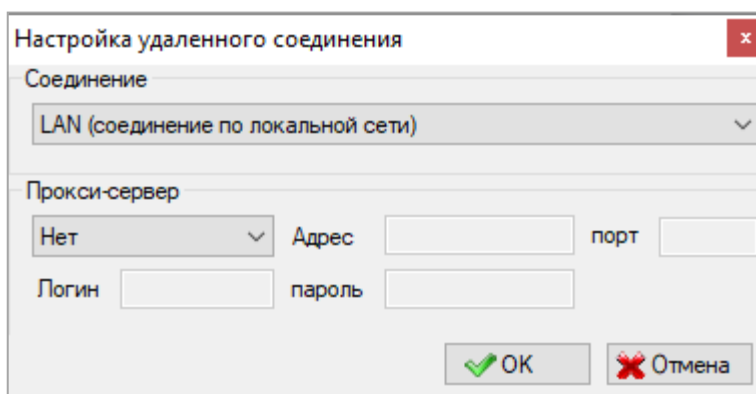 Настройка удаленного соединения
x
Соединение
LAN (соединение по локальной сети)
Прокси-сервер
Нет Адрес порт
Логин пароль
OK Отмена